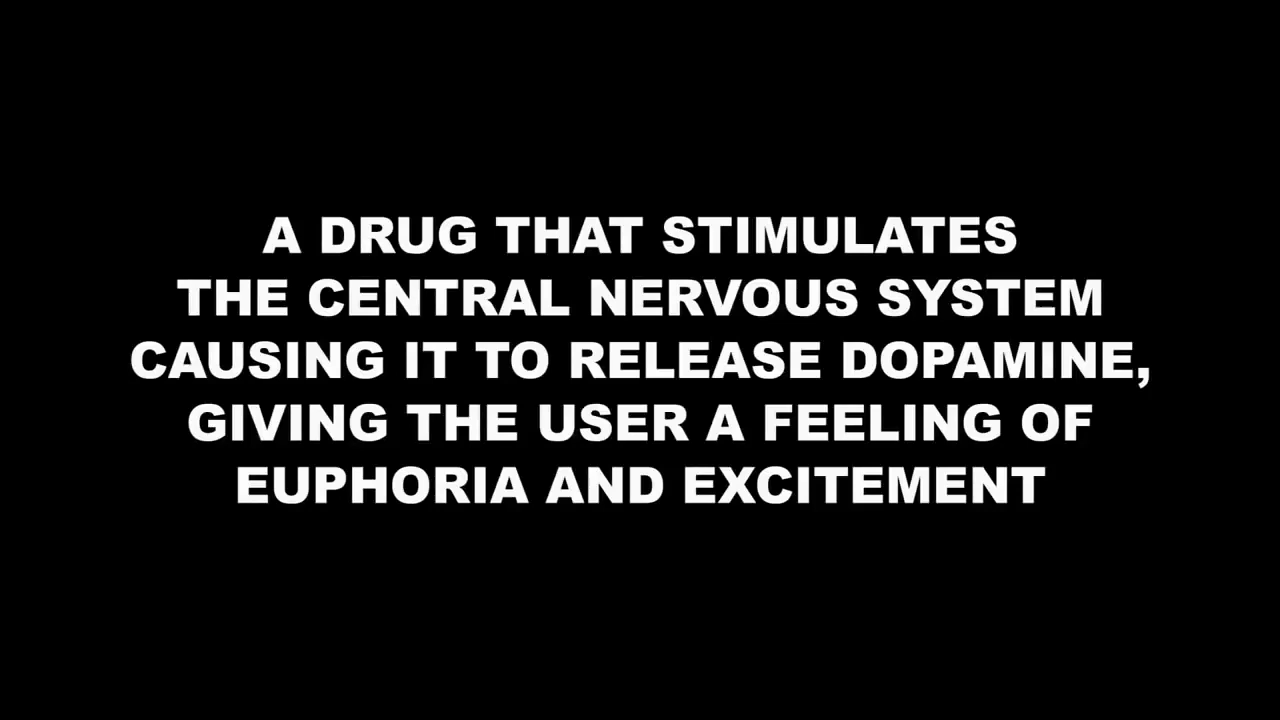 A DRUG THAT STIMULATES
THE CENTRAL NERVOUS SYSTEM
CAUSING IT TO RELEASE DOPAMINE,
GIVING THE USER A FEELING OF
EUPHORIA AND EXCITEMENT